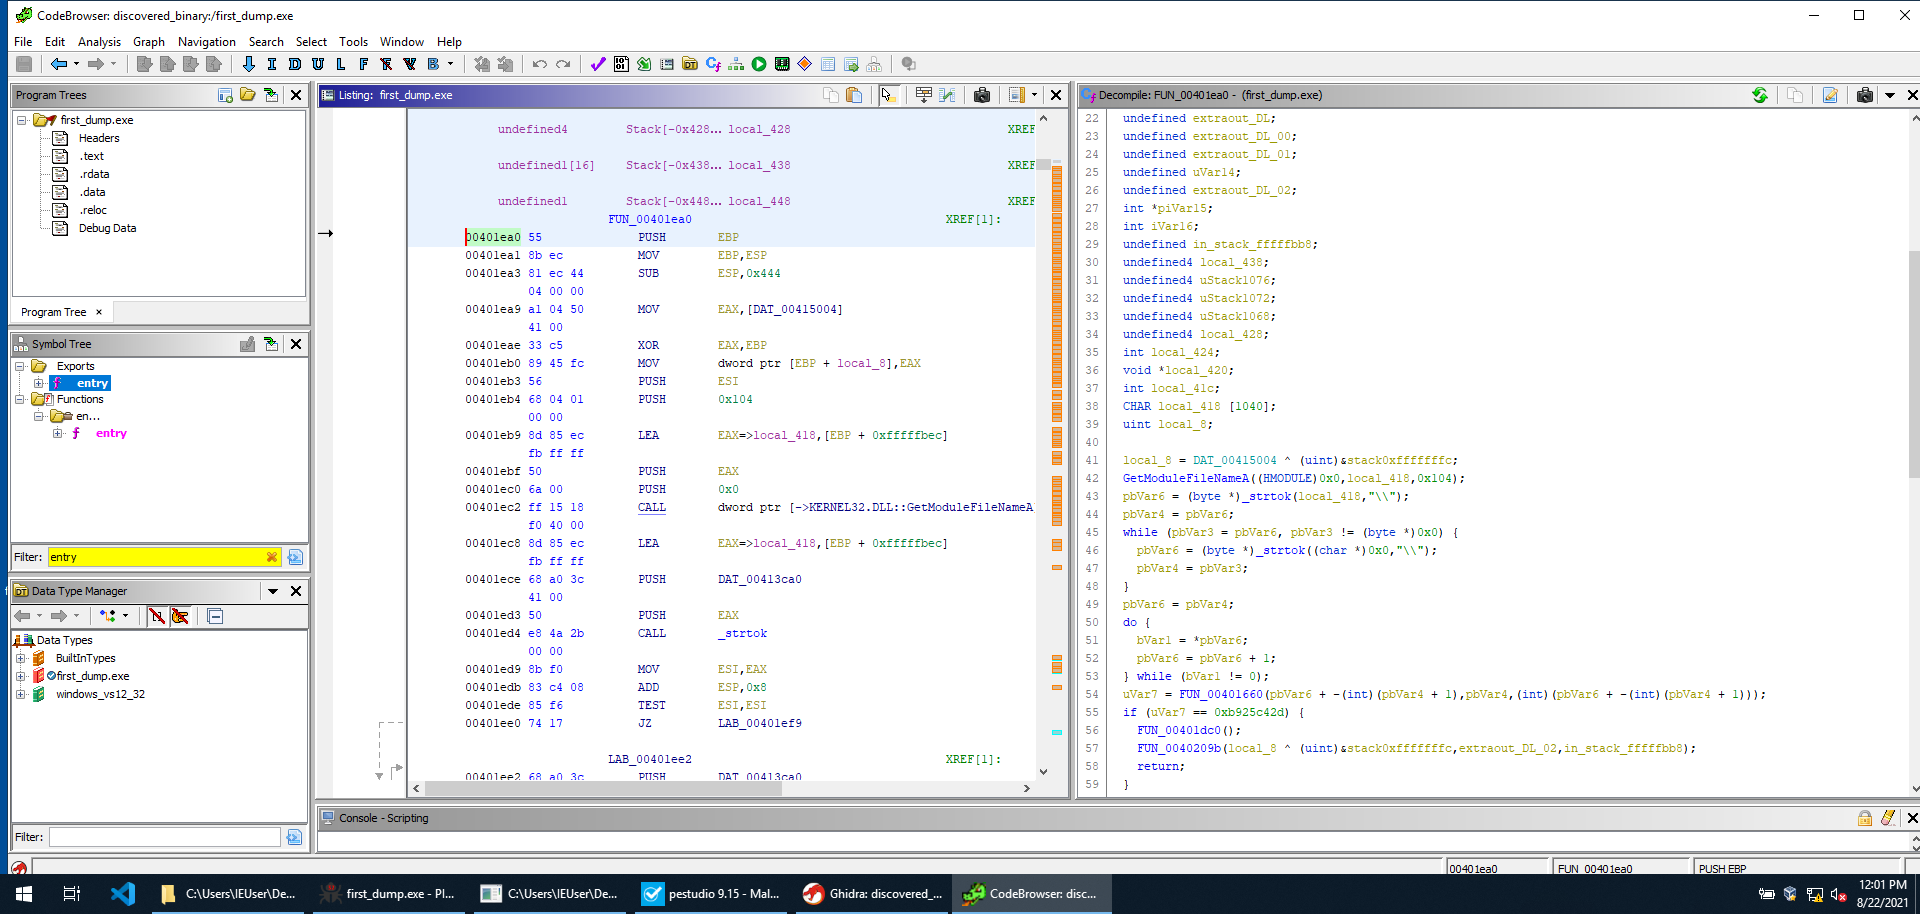 CodeBrowser: discovered_binary:/first_dump.exe
File Edit Analysis Graph Navigation Search Select Tools Window Help
I D U L F F V B
Program Trees
first_dump.exe
Headers
.text
.rdata
.data
.reloc
Debug Data
Program Tree ×
Symbol Tree
Exports
f entry
Functions
en...
f entry
Filter: entry
Data Type Manager
Data Types
BuiltInTypes
first_dump.exe
windows_vs12_32
Filter:
Listing: first_dump.exe
undefined4 Stack[-0x428... local_428 XREF
undefined1[16] Stack[-0x438... local_438 XREF
undefined1 Stack[-0x448... local_448 XREF
FUN_00401ea0 XREF[1]:
00401ea0 55 PUSH EBP
00401ea1 8b ec MOV EBP,ESP
00401ea3 81 ec 44 SUB ESP,0x444
04 00 00
00401ea9 a1 04 50 MOV EAX,[DAT_00415004]
41 00
00401eae 33 c5 XOR EAX,EBP
00401eb0 89 45 fc MOV dword ptr [EBP + local_8],EAX
00401eb3 56 PUSH ESI
00401eb4 68 04 01 PUSH 0x104
00 00
00401eb9 8d 85 ec LEA EAX=>local_418,[EBP + 0xfffffbec]
fb ff ff
00401ebf 50 PUSH EAX
00401ec0 6a 00 PUSH 0x0
00401ec2 ff 15 18 CALL dword ptr [->KERNEL32.DLL::GetModuleFileNameA
f0 40 00
00401ec8 8d 85 ec LEA EAX=>local_418,[EBP + 0xfffffbec]
fb ff ff
00401ece 68 a0 3c PUSH DAT_00413ca0
41 00
00401ed3 50 PUSH EAX
00401ed4 e8 4a 2b CALL _strtok
00 00
00401ed9 8b f0 MOV ESI,EAX
00401edb 83 c4 08 ADD ESP,0x8
00401ede 85 f6 TEST ESI,ESI
00401ee0 74 17 JZ LAB_00401ef9
LAB_00401ee2 XREF[1]:
00401ee2 68 a0 3c PUSH DAT_00413ca0
Decompile: FUN_00401ea0 - (first_dump.exe)
22 undefined extraout_DL;
23 undefined extraout_DL_00;
24 undefined extraout_DL_01;
25 undefined uVar14;
26 undefined extraout_DL_02;
27 int *piVar15;
28 int iVar16;
29 undefined in_stack_fffffbb8;
30 undefined4 local_438;
31 undefined4 uStack1076;
32 undefined4 uStack1072;
33 undefined4 uStack1068;
34 undefined4 local_428;
35 int local_424;
36 void *local_420;
37 int local_41c;
38 CHAR local_418 [1040];
39 uint local_8;
40
41 local_8 = DAT_00415004 ^ (uint)&stack0xfffffffc;
42 GetModuleFileNameA((HMODULE)0x0,local_418,0x104);
43 pbVar6 = (byte *)_strtok(local_418,"\\");
44 pbVar4 = pbVar6;
45 while (pbVar3 = pbVar6, pbVar3 != (byte *)0x0) {
46 pbVar6 = (byte *)_strtok((char *)0x0,"\\");
47 pbVar4 = pbVar3;
48 }
49 pbVar6 = pbVar4;
50 do {
51 bVar1 = *pbVar6;
52 pbVar6 = pbVar6 + 1;
53 } while (bVar1 != 0);
54 uVar7 = FUN_00401660(pbVar6 + -(int)(pbVar4 + 1),pbVar4,(int)(pbVar6 + -(int)(pbVar4 + 1)));
55 if (uVar7 == 0xb925c42d) {
56 FUN_00401dc0();
57 FUN_0040209b(local_8 ^ (uint)&stack0xfffffffc,extraout_DL_02,in_stack_fffffbb8);
58 return;
59 }
Console - Scripting
00401ea0 FUN_00401ea0 PUSH EBP
C:\Users\IEUser\De... first_dump.exe - PI... C:\Users\IEUser\De... pestudio 9.15 - Mal... Ghidra: discovered_... CodeBrowser: disc...
12:01 PM
8/22/2021